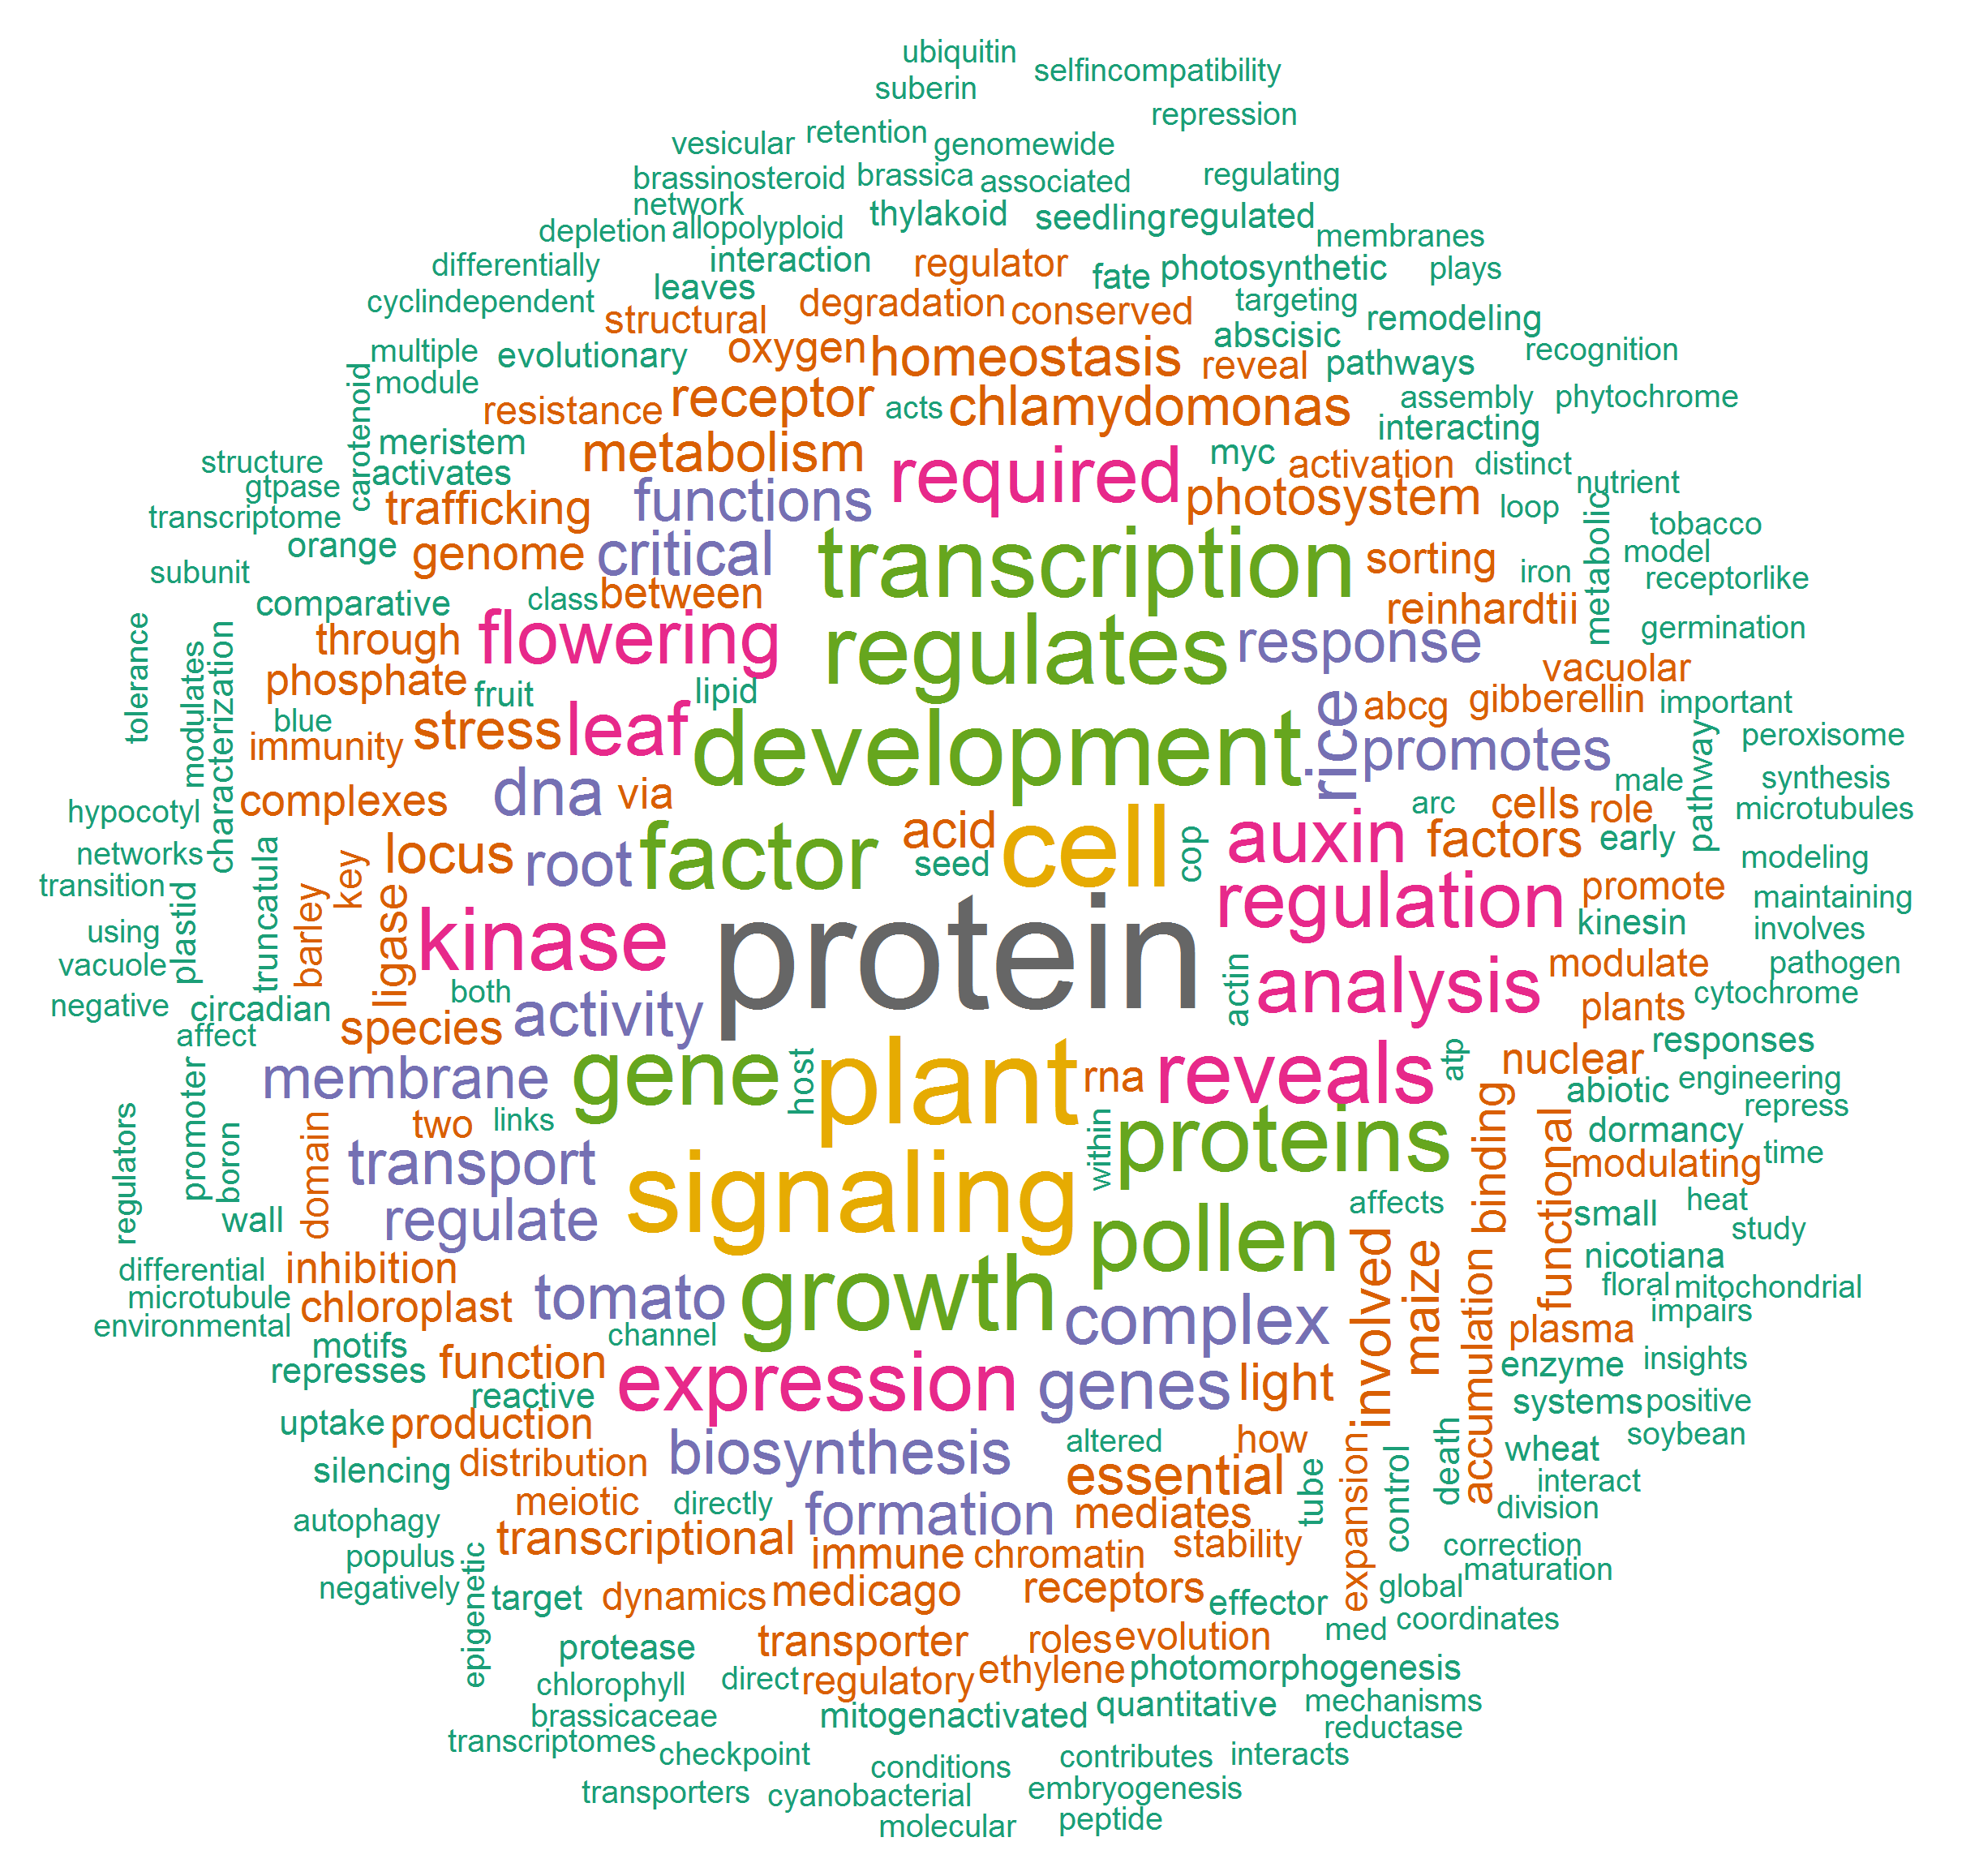 ubiquitin
selfincompatibility
suberin
repression
retention
vesicular
genomewide
brassinosteroid
brassica
associated
regulating
network
thylakoid
seedling
regulated
depletion
allopolyploid
membranes
differentially
interaction
regulator
fate
photosynthetic
plays
leaves
cyclindependent
degradation
conserved
targeting
structural
abscisic
remodeling
multiple
evolutionary
oxygen
homeostasis
reveal
pathways
recognition
module
carotenoid
resistance
receptor
acts
chlamydomonas
assembly
phytochrome
meristem
interacting
structure
activates
metabolism
required
myc
activation
distinct
gtpase
nutrient
transcriptome
trafficking
functions
photosystem
loop
metabolic
tobacco
orange
genome
critical
transcription
sorting
iron
model
subunit
receptorlike
comparative
class
between
reinhardtii
tolerance
modulates
characterization
through
flowering
regulates
response
germination
phosphate
fruit
lipid
vacuolar
blue
immunity
stress
leaf
development
rice
abcg
gibberellin
important
promotes
pathway
peroxisome
complexes
dna
via
male
synthesis
hypocotyl
arc
cells
role
microtubules
networks
truncatula
key
locus
root
factor
acid
seed
cell
cop
auxin
factors
early
modeling
transition
plastid
barley
ligase
kinase
protein
regulation
promote
maintaining
using
kinesin
involves
vacuole
both
actin
analysis
modulate
pathogen
negative
circadian
activity
plants
cytochrome
affect
species
membrane
gene
host
plant
rna
reveals
atp
nuclear
responses
abiotic
engineering
repress
regulators
promoter
boron
domain
two
links
within
proteins
binding
functional
dormancy
modulating
time
transport
signaling
wall
regulate
pollen
affects
small
heat
study
differential
inhibition
involved
maize
accumulation
nicotiana
microtubule
chloroplast
tomato
growth
complex
floral
mitochondrial
environmental
channel
plasma
impairs
motifs
represses
function
expression
genes
light
enzyme
insights
reactive
uptake
production
systems
positive
biosynthesis
altered
how
soybean
silencing
distribution
essential
tube
expansion
control
death
wheat
interact
meiotic
directly
formation
mediates
division
autophagy
transcriptional
immune
chromatin
stability
correction
populus
maturation
negatively
epigenetic
target
dynamics
medicago
receptors
effector
global
coordinates
protease
transporter
roles
evolution
med
chlorophyll
direct
regulatory
ethylene
photomorphogenesis
brassicaceae
mitogenactivated
quantitative
mechanisms
transcriptomes
reductase
checkpoint
conditions
contributes
interacts
transporters
cyanobacterial
embryogenesis
molecular
peptide